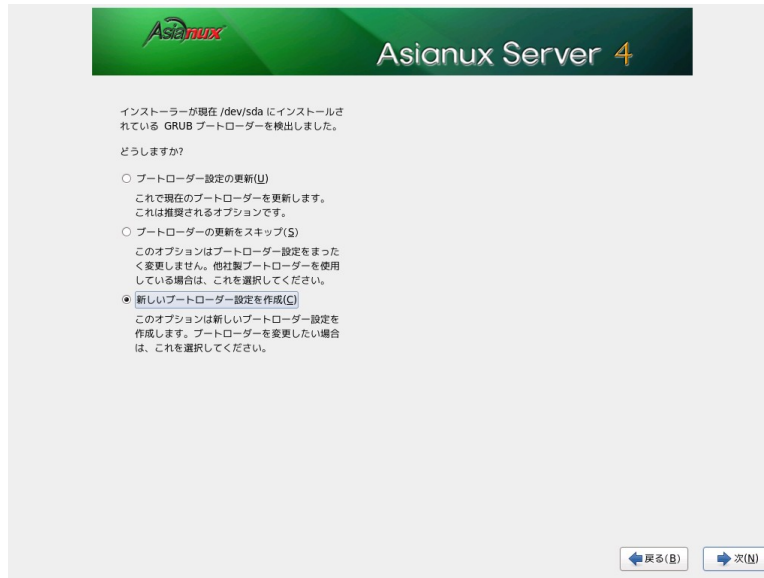 Asianux
Asianux Server 4
インストーラーが現在 /dev/sda にインストールさ
れている GRUB ブートローダーを検出しました。
どうしますか?
ブートローダー設定の更新(U)
これで現在のブートローダーを更新します。
これは推奨されるオプションです。
ブートローダーの更新をスキップ(S)
このオプションはブートローダー設定をまった
く変更しません。他社製ブートローダーを使用
している場合は、これを選択してください。
新しいブートローダー設定を作成(C)
このオプションは新しいブートローダー設定を
作成します。ブートローダーを変更したい場合
は、これを選択してください。
戻る(B)
次(N)